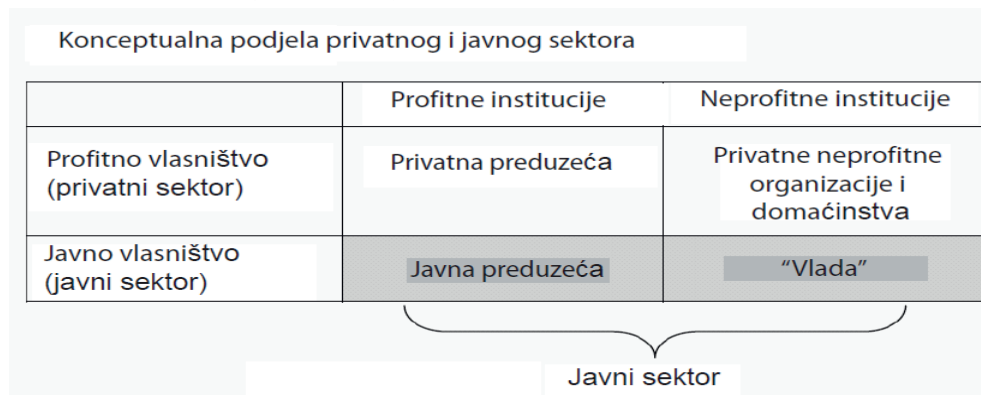 Konceptualna podjela privatnog i javnog sektora
Profitne institucije
Neprofitne institucije
Profitno vlasništvo
(privatni sektor)
Privatna preduzeća
Privatne neprofitne
organizacije i
domaćinstva
Javno vlasništvo
(javni sektor)
Javna preduzeća
“Vlada”
Javni sektor